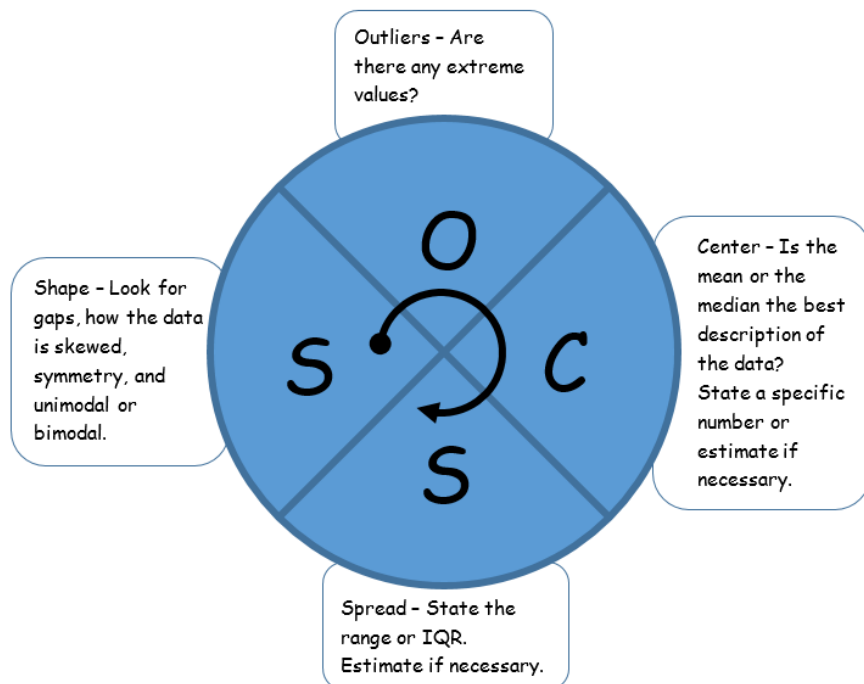 Outliers – Are
there any extreme
values?
O
Shape – Look for
gaps, how the data
is skewed,
symmetry, and
unimodal or
bimodal.
S
C
Center – Is the
mean or the
median the best
description of
the data?
State a specific
number or
estimate if
necessary.
S
Spread – State the
range or IQR.
Estimate if necessary.